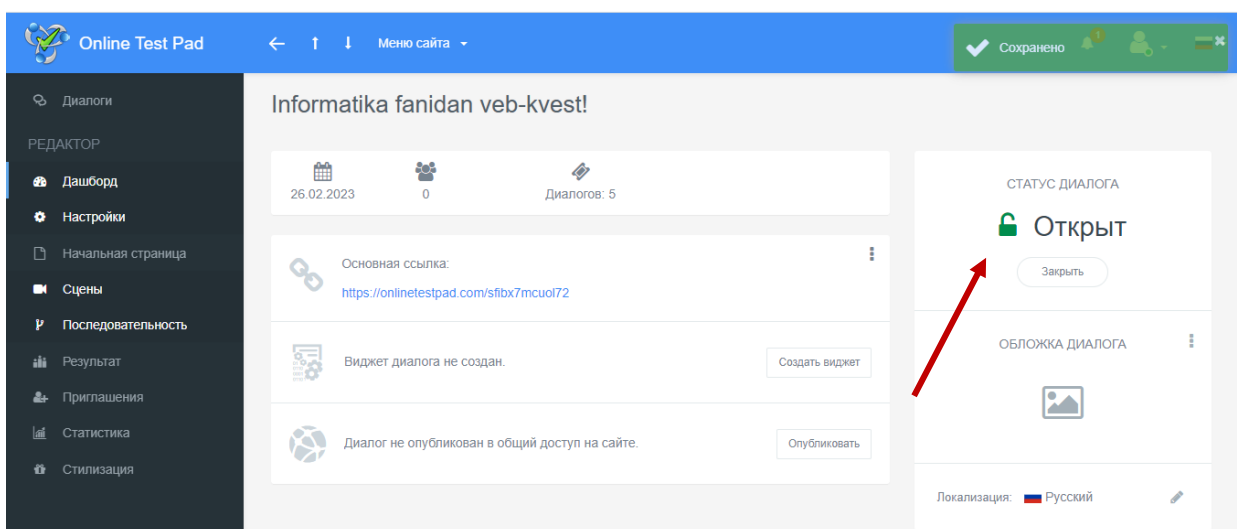 Online Test Pad
Меню сайта
Сохранено
1
Диалоги
РЕДАКТОР
Дашборд
Настройки
Начальная страница
Сцены
Последовательность
Результат
Приглашения
Статистика
Стилизация
Informatika fanidan veb-kvest!
26.02.2023
0
Диалогов: 5
Основная ссылка:
https://onlinetestpad.com/sfibx7mcuol72
Виджет диалога не создан.
Создать виджет
Диалог не опубликован в общий доступ на сайте.
Опубликовать
СТАТУС ДИАЛОГА
Открыт
Закрыть
ОБЛОЖКА ДИАЛОГА
Локализация: Русский